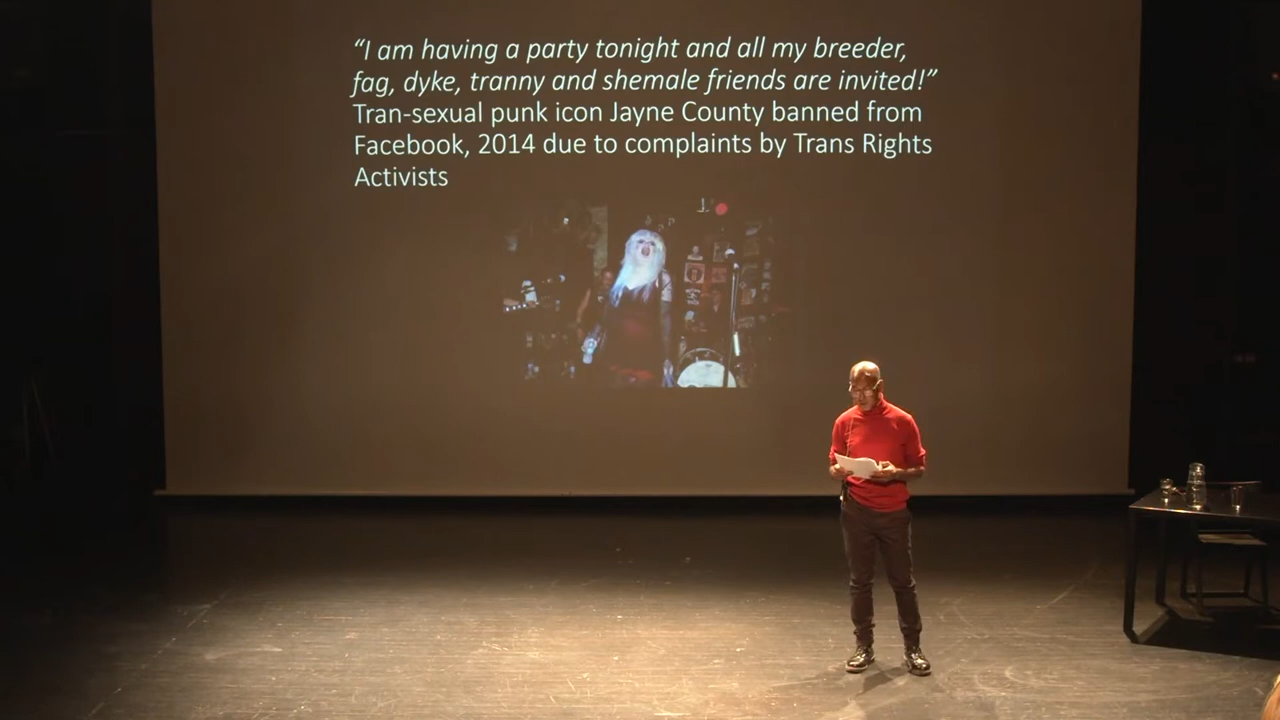 “I am having a party tonight and all my breeder,
fag, dyke, tranny and shemale friends are invited!”
Tran-sexual punk icon Jayne County banned from
Facebook, 2014 due to complaints by Trans Rights
Activists